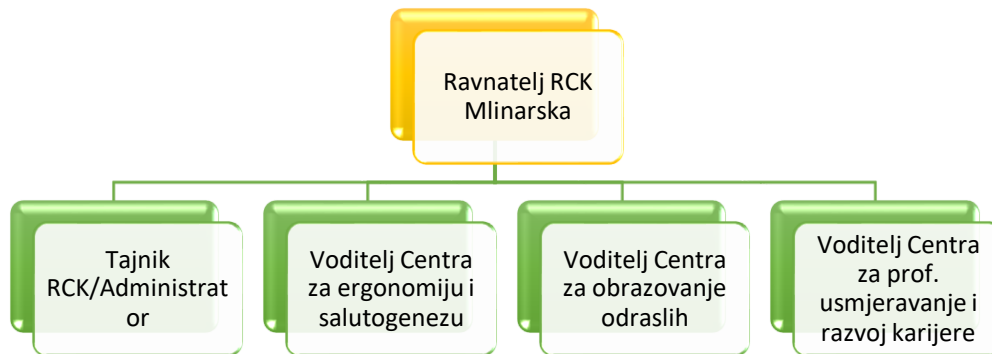 Ravnatelj RCK
Mlinarska
Tajnik
RCK/Administrat
or
Voditelj Centra
za ergonomiju i
salutogenezu
Voditelj Centra
za obrazovanje
odraslih
Voditelj Centra
za prof.
usmjeravanje i
razvoj karijere